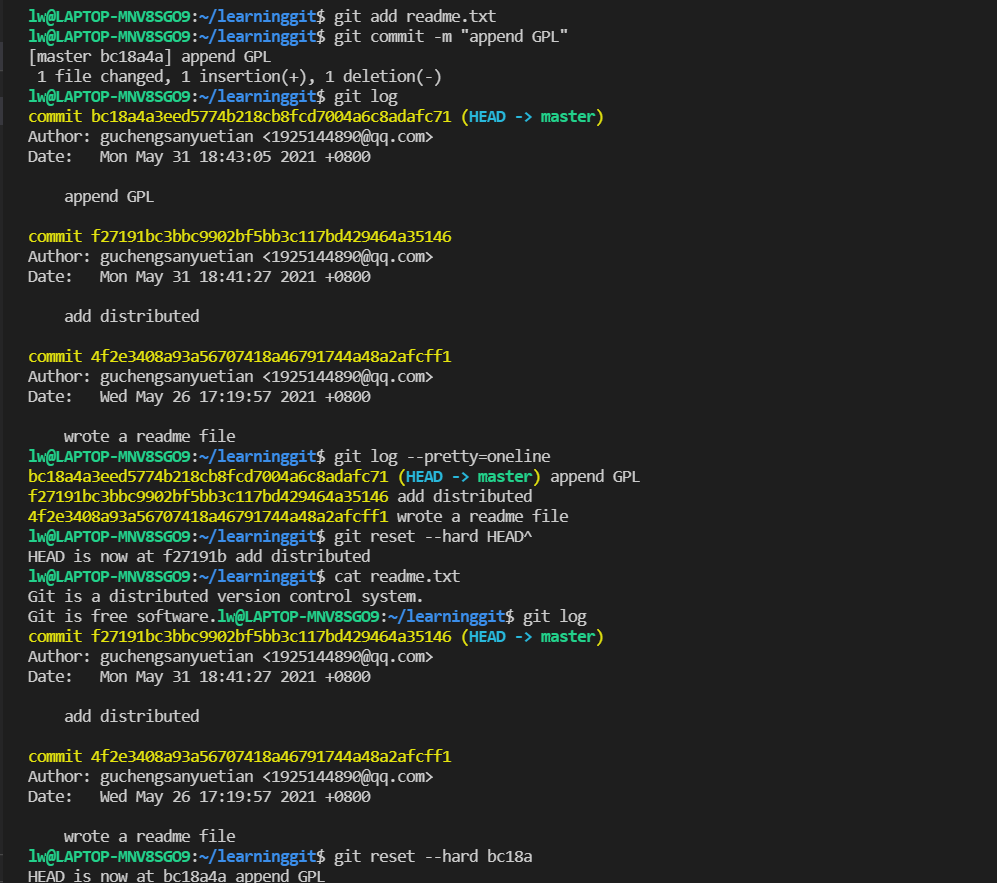 lw@LAPTOP-MNV8SGO9:~/learninggit$ git add readme.txt
lw@LAPTOP-MNV8SGO9:~/learninggit$ git commit -m "append GPL"
[master bc18a4a] append GPL
 1 file changed, 1 insertion(+), 1 deletion(-)
lw@LAPTOP-MNV8SGO9:~/learninggit$ git log
commit bc18a4a3eed5774b218cb8fcd7004a6c8adafc71 (HEAD -> master)
Author: guchengsanyuetian <1925144890@qq.com>
Date:   Mon May 31 18:43:05 2021 +0800

    append GPL

commit f27191bc3bbc9902bf5bb3c117bd429464a35146
Author: guchengsanyuetian <1925144890@qq.com>
Date:   Mon May 31 18:41:27 2021 +0800

    add distributed

commit 4f2e3408a93a56707418a46791744a48a2afcff1
Author: guchengsanyuetian <1925144890@qq.com>
Date:   Wed May 26 17:19:57 2021 +0800

    wrote a readme file
lw@LAPTOP-MNV8SGO9:~/learninggit$ git log --pretty=oneline
bc18a4a3eed5774b218cb8fcd7004a6c8adafc71 (HEAD -> master) append GPL
f27191bc3bbc9902bf5bb3c117bd429464a35146 add distributed
4f2e3408a93a56707418a46791744a48a2afcff1 wrote a readme file
lw@LAPTOP-MNV8SGO9:~/learninggit$ git reset --hard HEAD^
HEAD is now at f27191b add distributed
lw@LAPTOP-MNV8SGO9:~/learninggit$ cat readme.txt
Git is a distributed version control system.
Git is free software.lw@LAPTOP-MNV8SGO9:~/learninggit$ git log
commit f27191bc3bbc9902bf5bb3c117bd429464a35146 (HEAD -> master)
Author: guchengsanyuetian <1925144890@qq.com>
Date:   Mon May 31 18:41:27 2021 +0800

    add distributed

commit 4f2e3408a93a56707418a46791744a48a2afcff1
Author: guchengsanyuetian <1925144890@qq.com>
Date:   Wed May 26 17:19:57 2021 +0800

    wrote a readme file
lw@LAPTOP-MNV8SGO9:~/learninggit$ git reset --hard bc18a
HEAD is now at bc18a4a append GPL